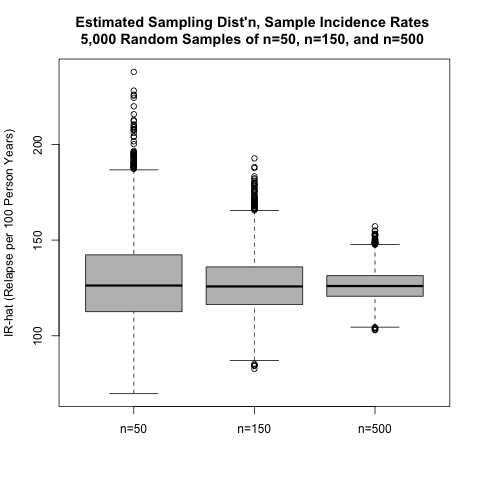 Estimated Sampling Dist'n, Sample Incidence Rates
5,000 Random Samples of n=50, n=150, and n=500
IR-hat (Relapse per 100 Person Years)
200
150
100
n=50
n=150
n=500